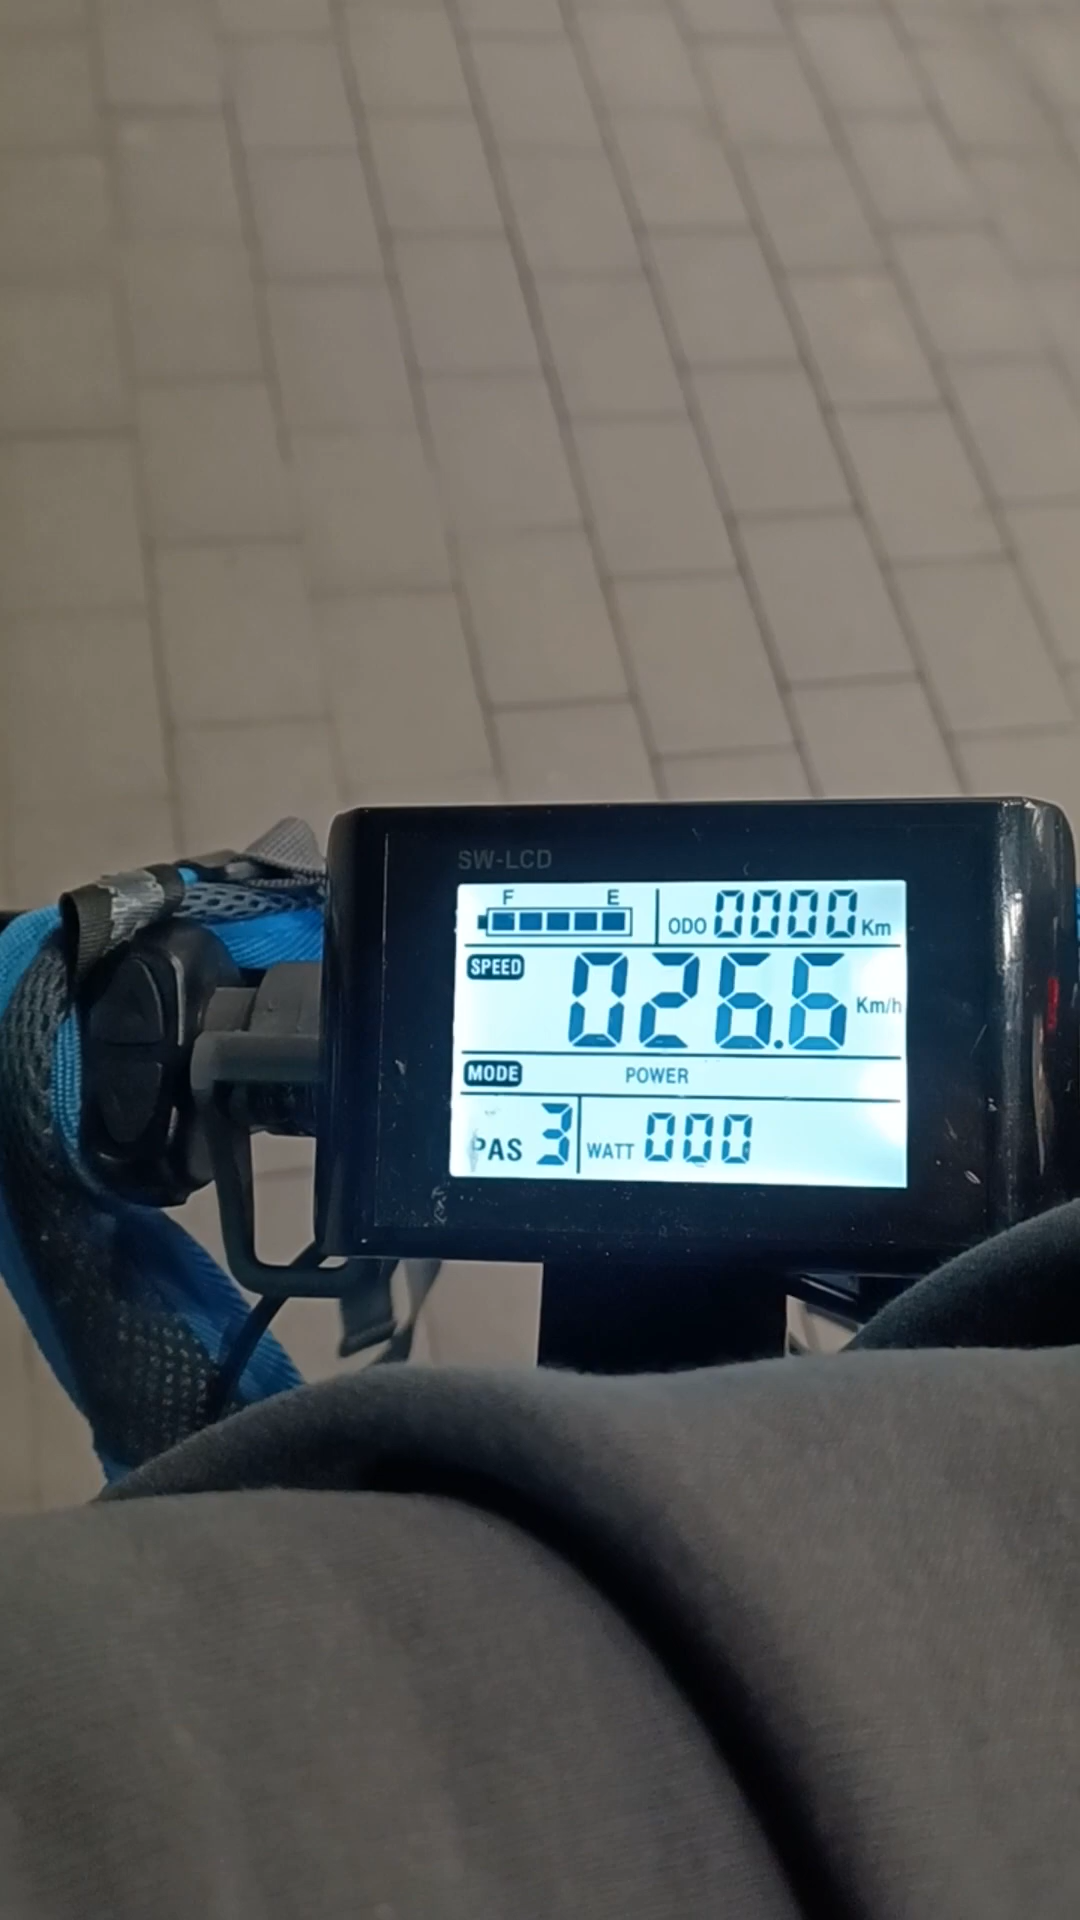 SW-LCD
F E
ODO 0000 Km
SPEED 026.6 Km/h
MODE POWER
PAS 3 WATT 000